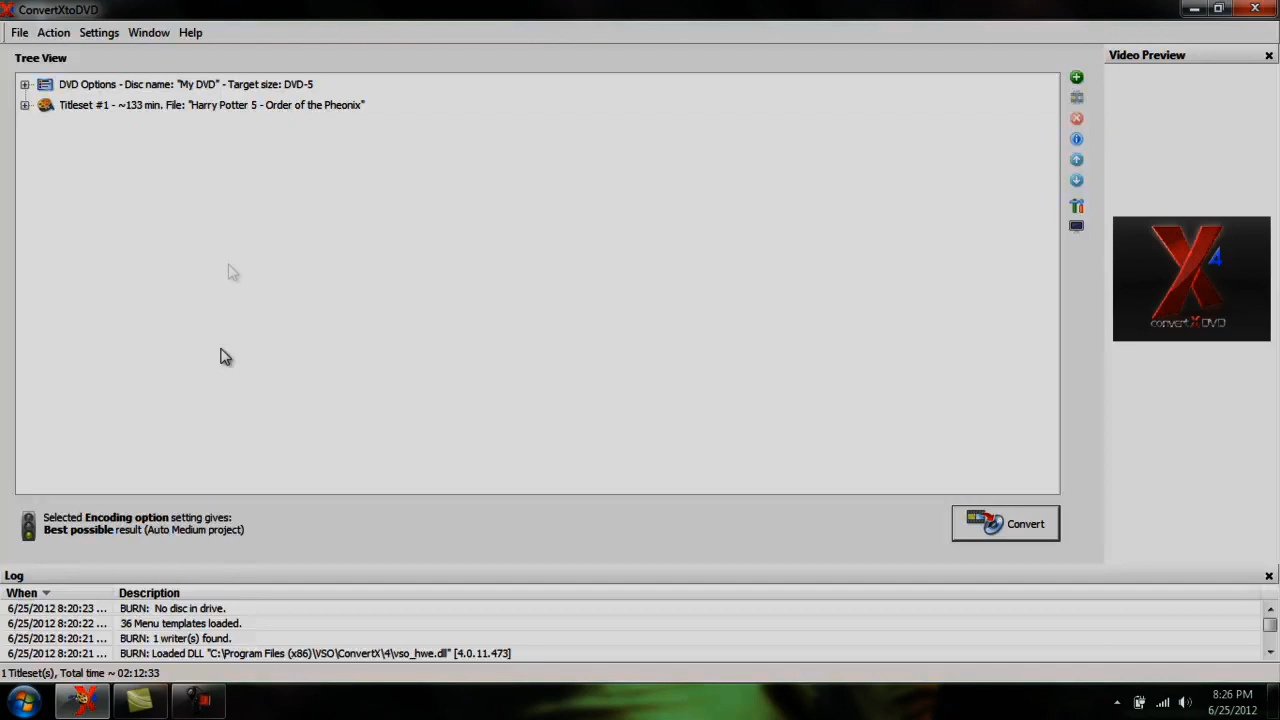 ConvertXtoDVD
File Action Settings Window Help
Tree View
Video Preview
DVD Options - Disc name: "My DVD" - Target size: DVD-5
Titleset #1 - ~133 min. File: "Harry Potter 5 - Order of the Pheonix"
4
convertXtoDVD
Selected Encoding option setting gives:
Best possible result (Auto Medium project)
Convert
Log
When Description
6/25/2012 8:20:23 ... BURN: No disc in drive.
6/25/2012 8:20:22 ... 36 Menu templates loaded.
6/25/2012 8:20:21 ... BURN: 1 writer(s) found.
6/25/2012 8:20:21 ... BURN: Loaded DLL "C:\Program Files (x86)\VSO\ConvertX\4\vso_hwe.dll" [4.0.11.473]
1 Titleset(s), Total time ~ 02:12:33
8:26 PM
6/25/2012